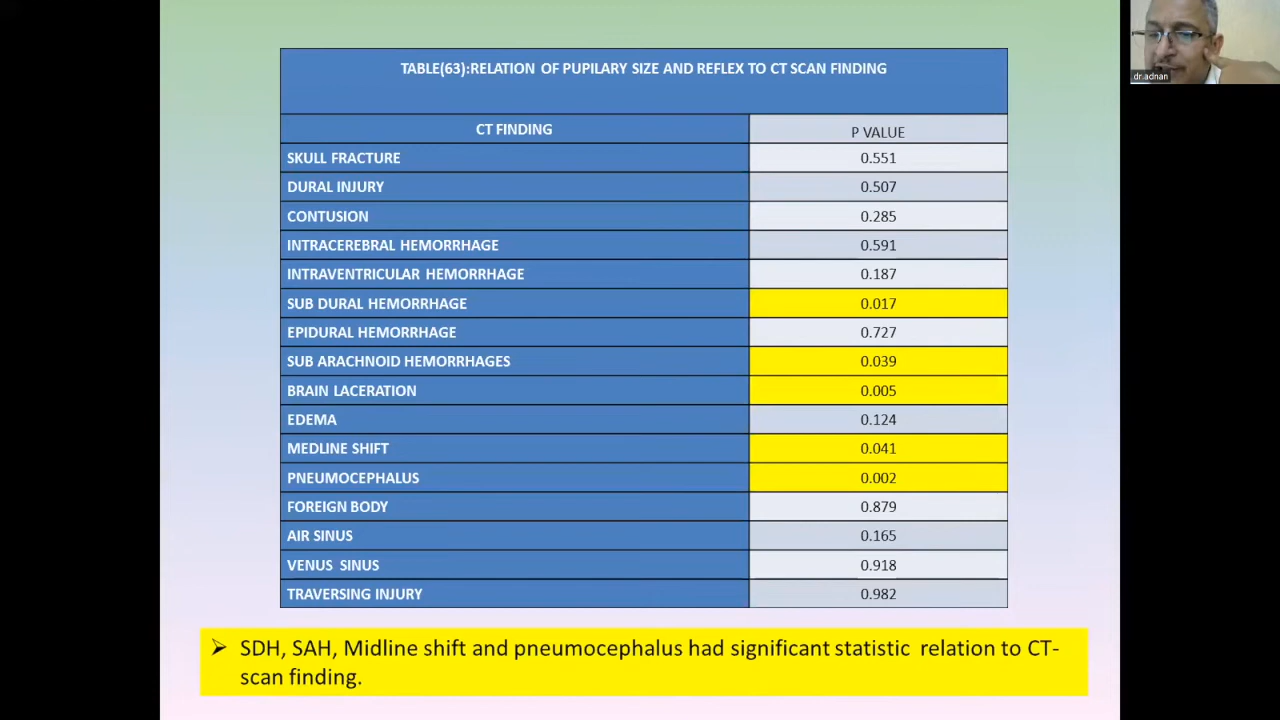 TABLE(63):RELATION OF PUPILARY SIZE AND REFLEX TO CT SCAN FINDING
CT FINDING P VALUE
SKULL FRACTURE 0.551
DURAL INJURY 0.507
CONTUSION 0.285
INTRACEREBRAL HEMORRHAGE 0.591
INTRAVENTRICULAR HEMORRHAGE 0.187
SUB DURAL HEMORRHAGE 0.017
EPIDURAL HEMORRHAGE 0.727
SUB ARACHNOID HEMORRHAGES 0.039
BRAIN LACERATION 0.005
EDEMA 0.124
MEDLINE SHIFT 0.041
PNEUMOCEPHALUS 0.002
FOREIGN BODY 0.879
AIR SINUS 0.165
VENUS SINUS 0.918
TRAVERSING INJURY 0.982
➢ SDH, SAH, Midline shift and pneumocephalus had significant statistic relation to CT-
scan finding.
dr.adnan